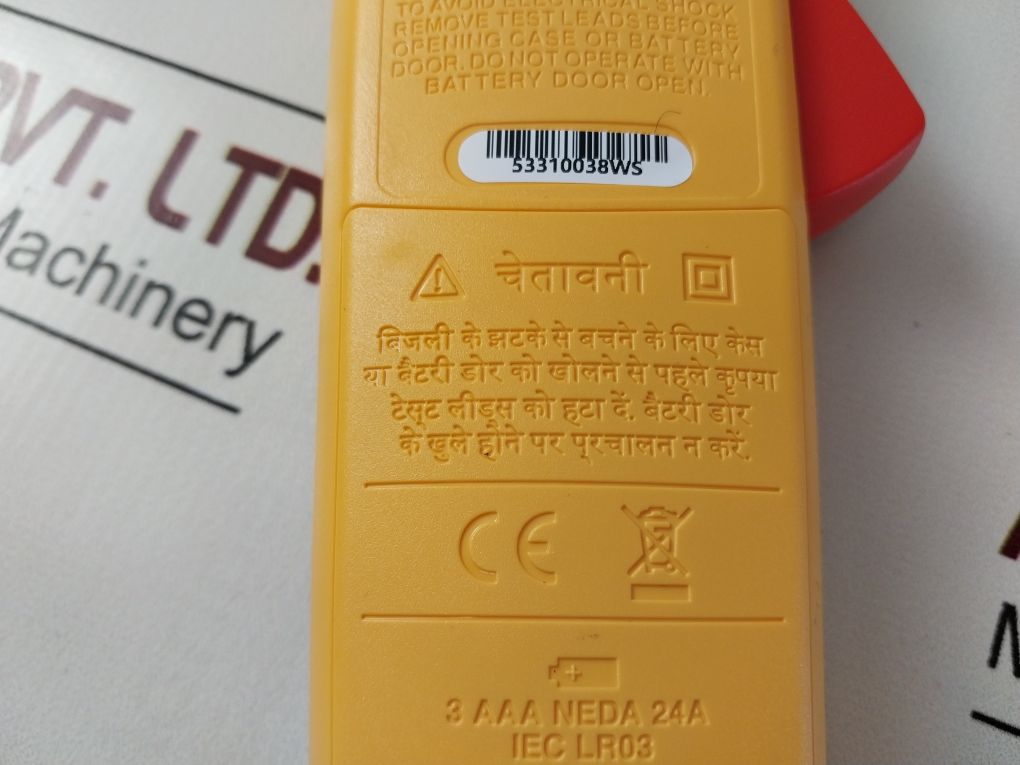 TO AVOID ELECTRICAL SHOCK
REMOVE TEST LEADS BEFORE
OPENING CASE OR BATTERY
DOOR. DO NOT OPERATE WITH
BATTERY DOOR OPEN.
53310038WS
चेतावनी
बिजली के झटके से बचने के लिए केस
या बैटरी डोर को खोलने से पहले कृपया
टेस्ट लीड्स को हटा दें. बैटरी डोर
के खुले होने पर प्रचालन न करें.
CE
3 AAA NEDA 24A
IEC LR03
PVT. LTD.
Machinery